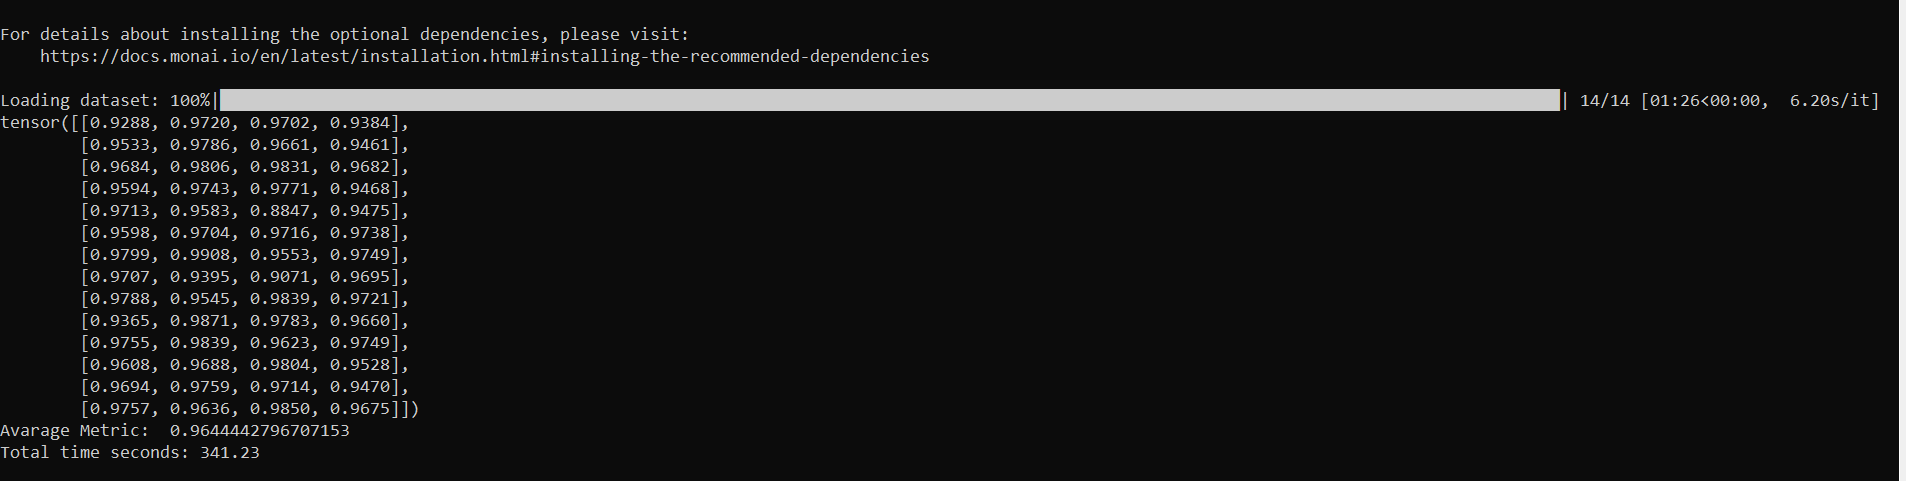 For details about installing the optional dependencies, please visit:
    https://docs.monai.io/en/latest/installation.html#installing-the-recommended-dependencies

Loading dataset: 100%|██████████| 14/14 [01:26<00:00,  6.20s/it]
tensor([[0.9288, 0.9720, 0.9702, 0.9384],
        [0.9533, 0.9786, 0.9661, 0.9461],
        [0.9684, 0.9806, 0.9831, 0.9682],
        [0.9594, 0.9743, 0.9771, 0.9468],
        [0.9713, 0.9583, 0.8847, 0.9475],
        [0.9598, 0.9704, 0.9716, 0.9738],
        [0.9799, 0.9908, 0.9553, 0.9749],
        [0.9707, 0.9395, 0.9071, 0.9695],
        [0.9788, 0.9545, 0.9839, 0.9721],
        [0.9365, 0.9871, 0.9783, 0.9660],
        [0.9755, 0.9839, 0.9623, 0.9749],
        [0.9608, 0.9688, 0.9804, 0.9528],
        [0.9694, 0.9759, 0.9714, 0.9470],
        [0.9757, 0.9636, 0.9850, 0.9675]])
Avarage Metric:  0.9644442796707153
Total time seconds: 341.23